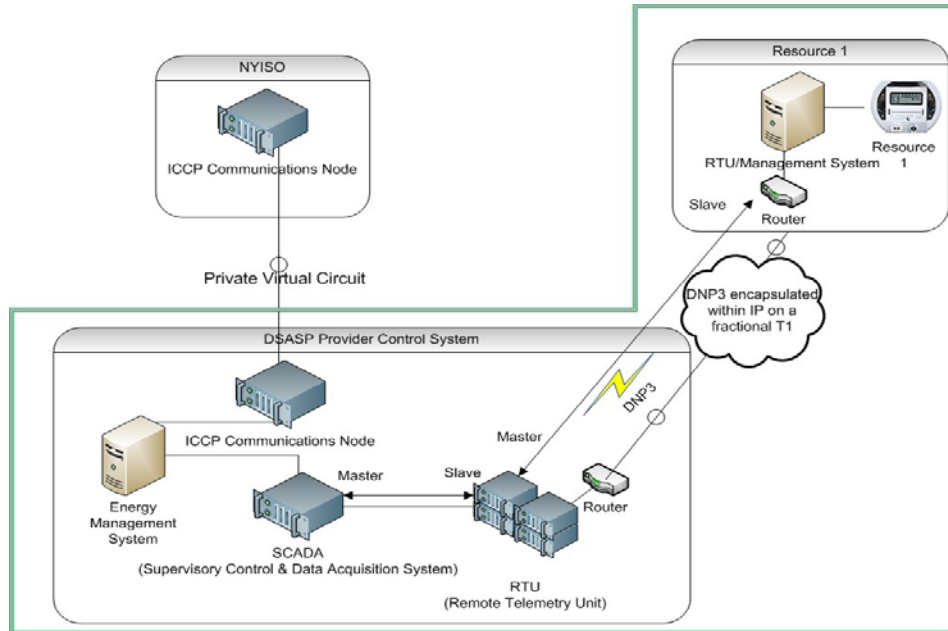 NYISO
ICCP Communications Node
Private Virtual Circuit
Resource 1
RTU/Management System
Resource
1
Slave
Router
DNP3 encapsulated
within IP on a
fractional T1
DNP3
DSASP Provider Control System
ICCP Communications Node
Master
Energy
Management
System
Master
Slave
SCADA
(Supervisory Control & Data Acquisition System)
Router
RTU
(Remote Telemetry Unit)